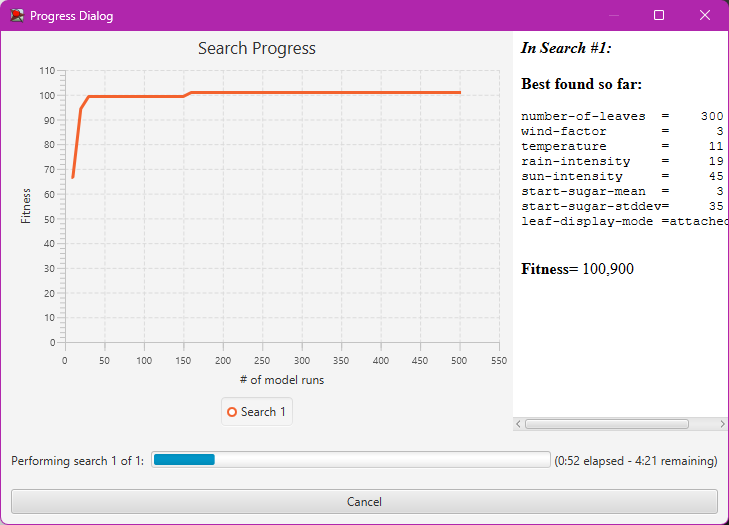 Progress Dialog
Search Progress
110
100
90
80
70
60
50
40
30
20
10
0
Fitness
0 50 100 150 200 250 300 350 400 450 500 550
# of model runs
Search 1
In Search #1:
Best found so far:
number-of-leaves = 300
wind-factor = 3
temperature = 11
rain-intensity = 19
sun-intensity = 45
start-sugar-mean = 3
start-sugar-stddev= 35
leaf-display-mode =attached
Fitness= 100,900
Performing search 1 of 1:
(0:52 elapsed - 4:21 remaining)
Cancel